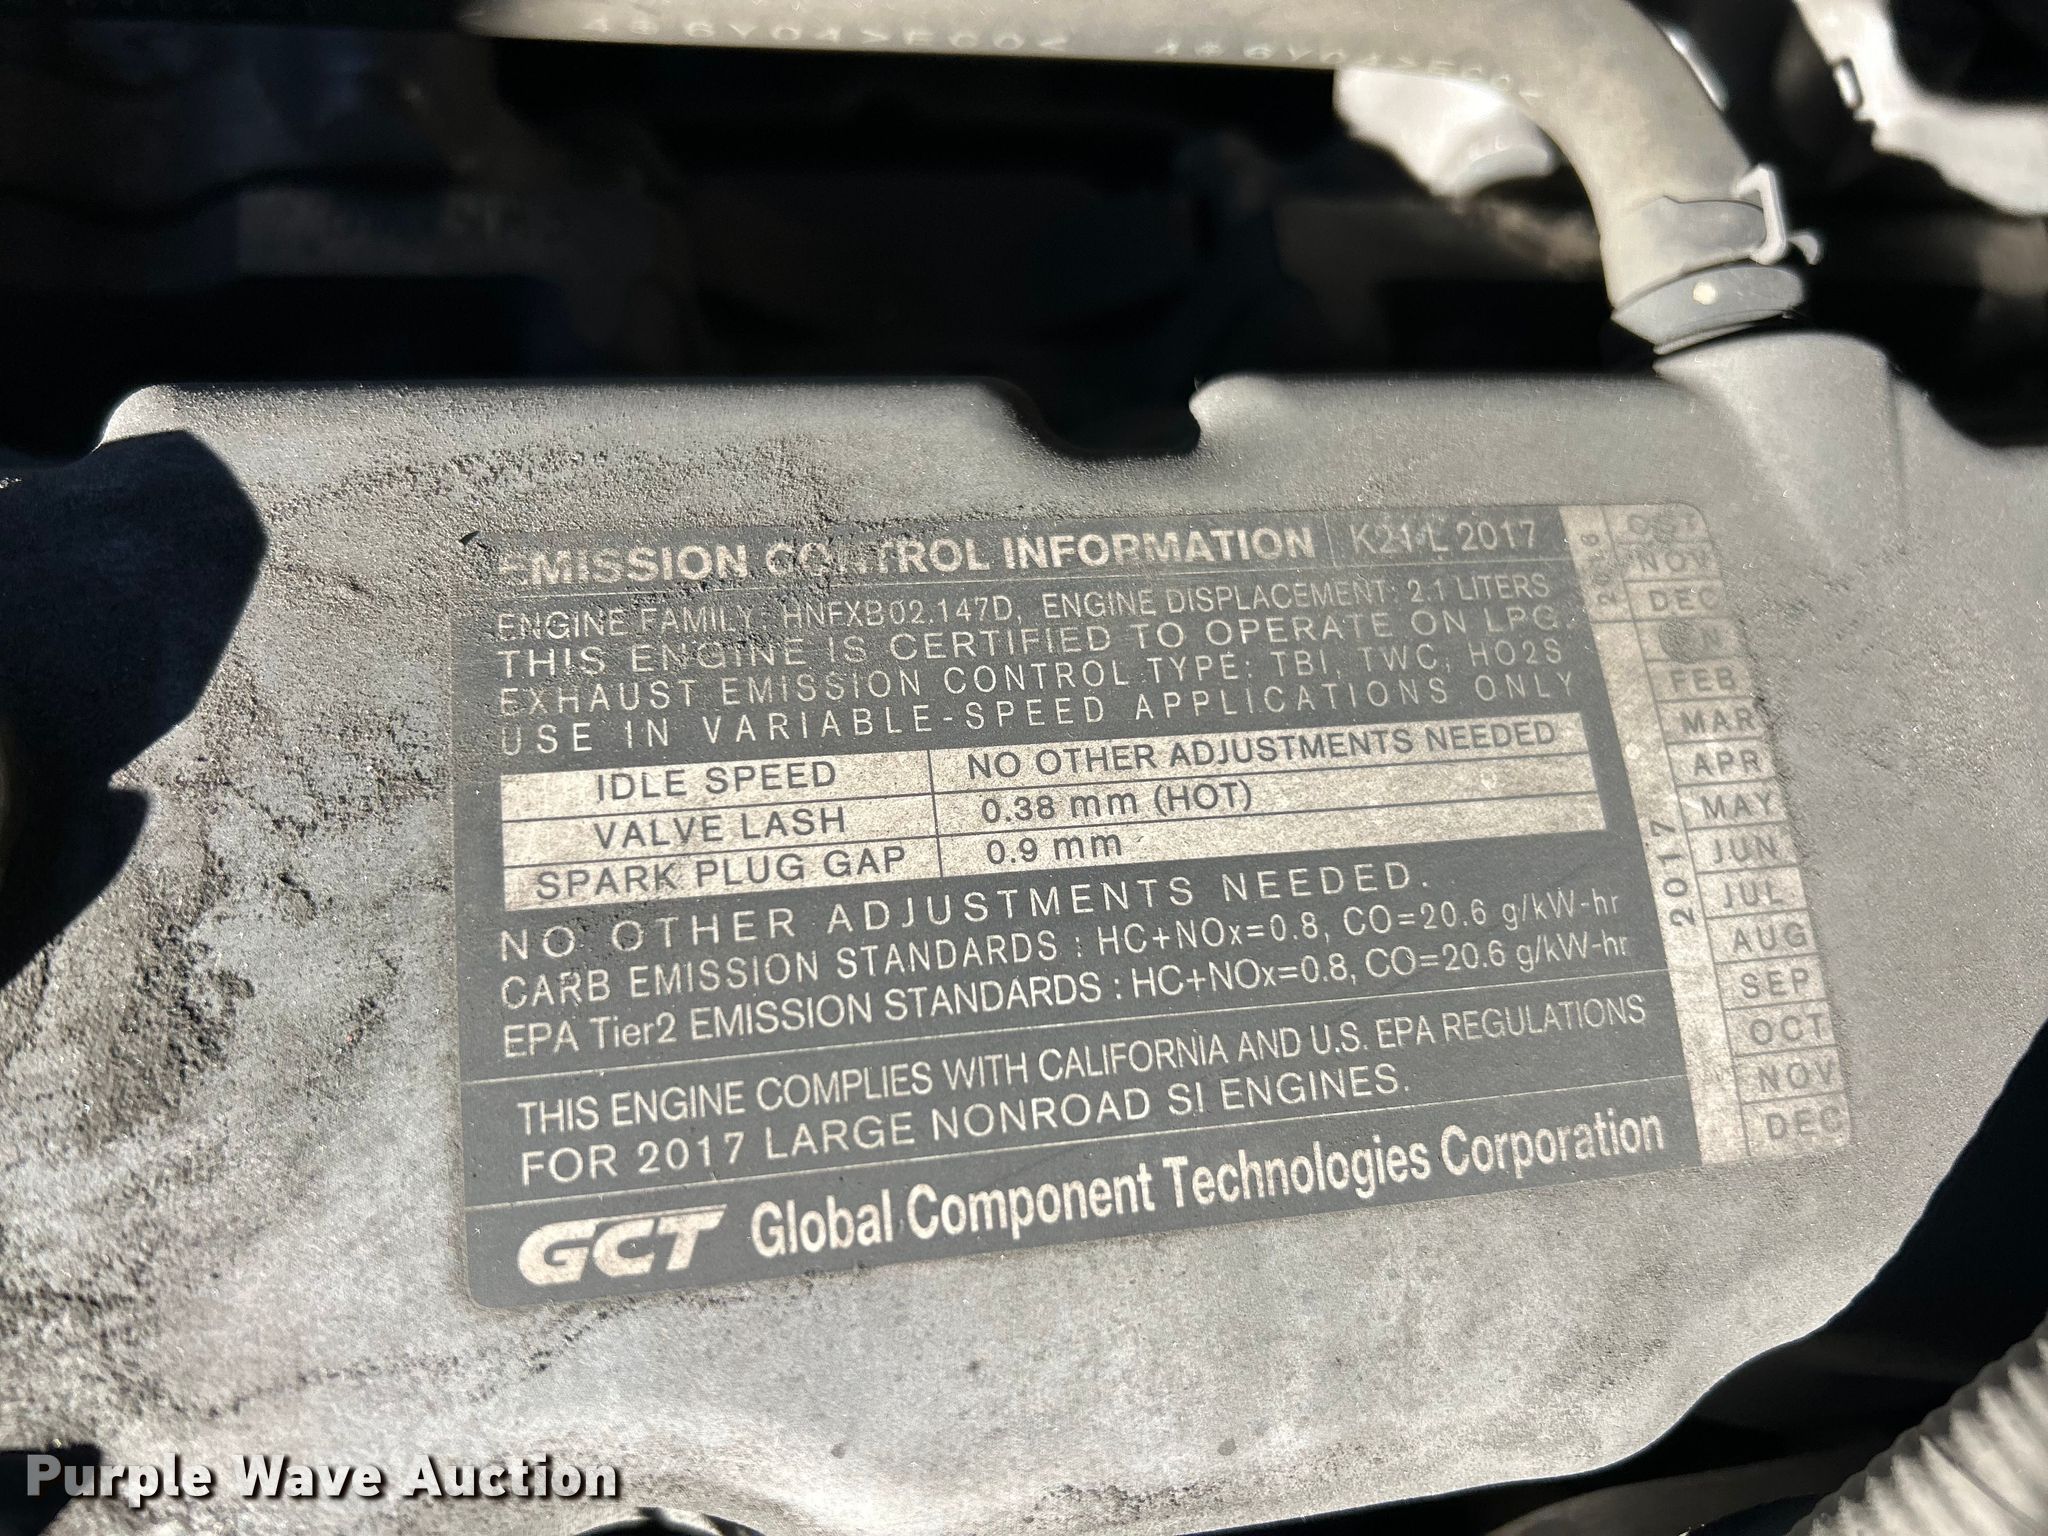 EMISSION CONTROL INFORMATION K21-L 2017
ENGINE FAMILY: HNFXB02.147D, ENGINE DISPLACEMENT: 2.1 LITERS
THIS ENGINE IS CERTIFIED TO OPERATE ON LPG.
EXHAUST EMISSION CONTROL TYPE: TBI, TWC, HO2S
USE IN VARIABLE-SPEED APPLICATIONS ONLY
IDLE SPEED NO OTHER ADJUSTMENTS NEEDED
VALVE LASH 0.38 mm (HOT)
SPARK PLUG GAP 0.9 mm
NO OTHER ADJUSTMENTS NEEDED.
CARB EMISSION STANDARDS : HC+NOx=0.8, CO=20.6 g/kW-hr
EPA Tier2 EMISSION STANDARDS : HC+NOx=0.8, CO=20.6 g/kW-hr
THIS ENGINE COMPLIES WITH CALIFORNIA AND U.S. EPA REGULATIONS
FOR 2017 LARGE NONROAD SI ENGINES.
GCT Global Component Technologies Corporation
2016
OCT
NOV
DEC
2017
FEB
MAR
APR
MAY
JUN
JUL
AUG
SEP
OCT
NOV
DEC
Purple Wave Auction